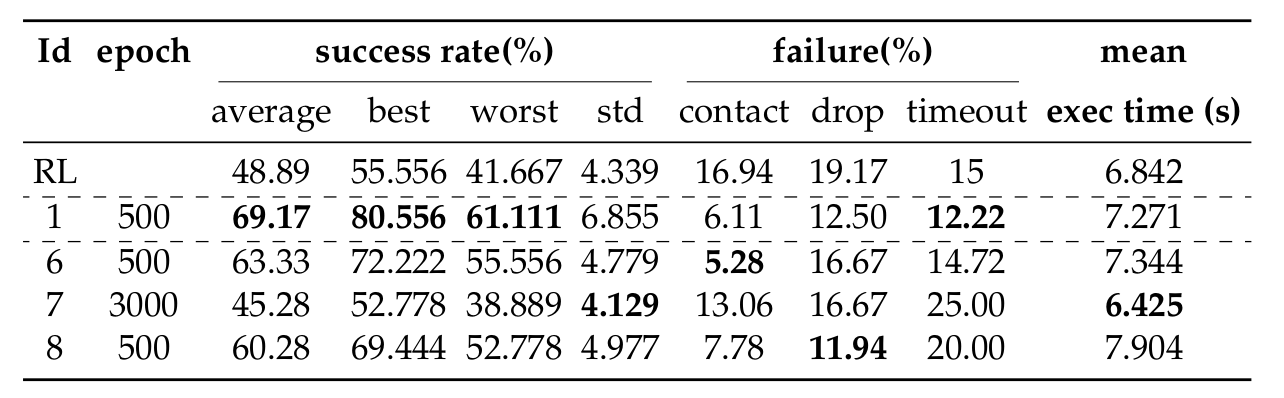 Id epoch success rate(%) failure(%) mean
average best worst std contact drop timeout exec time (s)
RL 48.89 55.556 41.667 4.339 16.94 19.17 15 6.842
1 500 69.17 80.556 61.111 6.855 6.11 12.50 12.22 7.271
6 500 63.33 72.222 55.556 4.779 5.28 16.67 14.72 7.344
7 3000 45.28 52.778 38.889 4.129 13.06 16.67 25.00 6.425
8 500 60.28 69.444 52.778 4.977 7.78 11.94 20.00 7.904